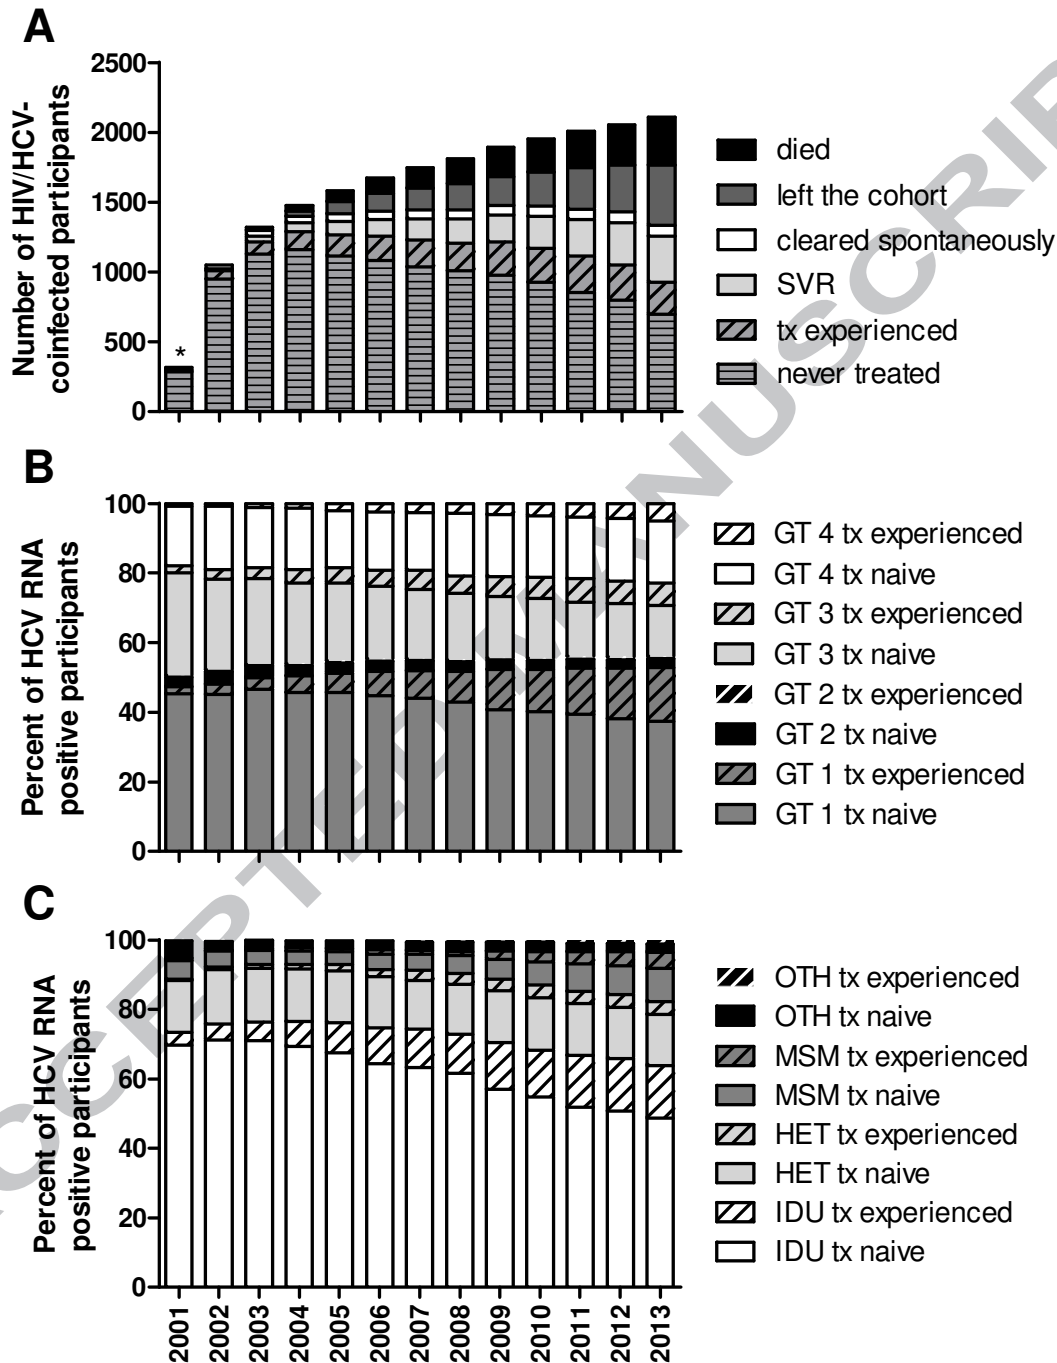 A
Number of HIV/HCV-
coinfected participants
2500
2000
1500
1000
500
0
*
died
left the cohort
cleared spontaneously
SVR
tx experienced
never treated
B
Percent of HCV RNA
positive participants
100
80
60
40
20
0
GT 4 tx experienced
GT 4 tx naive
GT 3 tx experienced
GT 3 tx naive
GT 2 tx experienced
GT 2 tx naive
GT 1 tx experienced
GT 1 tx naive
C
Percent of HCV RNA
positive participants
100
80
60
40
20
0
OTH tx experienced
OTH tx naive
MSM tx experienced
MSM tx naive
HET tx experienced
HET tx naive
IDU tx experienced
IDU tx naive
2001
2002
2003
2004
2005
2006
2007
2008
2009
2010
2011
2012
2013
ACCEPTED MANUSCRIPT